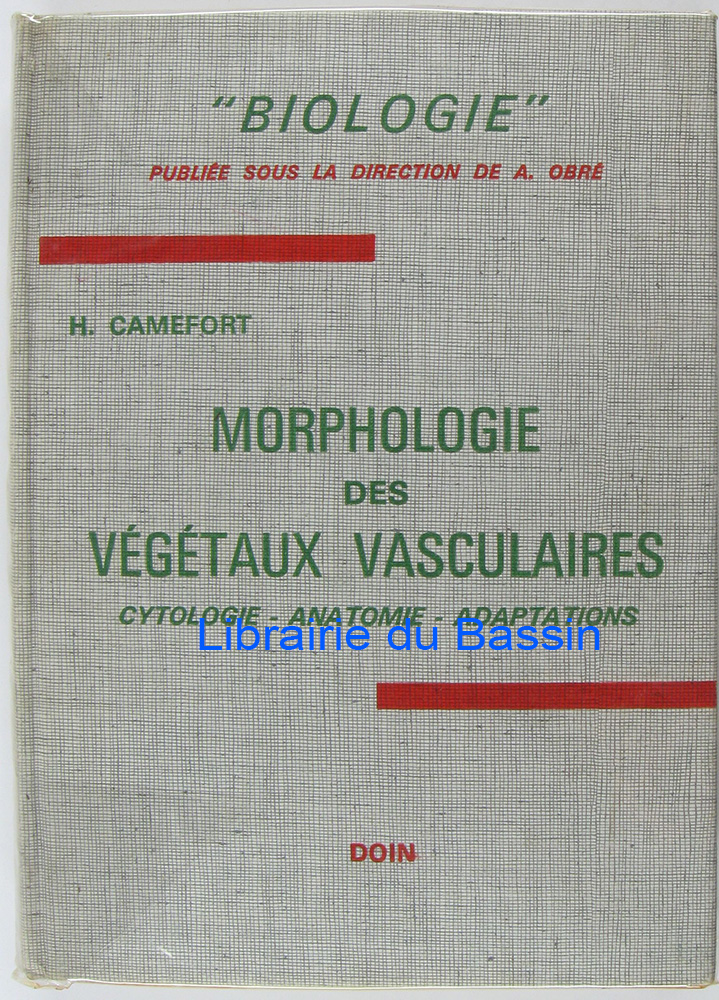 "BIOLOGIE"
PUBLIÉE SOUS LA DIRECTION DE A. OBRÉ
H. CAMEFORT
MORPHOLOGIE
DES
VÉGÉTAUX VASCULAIRES
CYTOLOGIE - ANATOMIE - ADAPTATIONS
Librairie du Bassin
DOIN